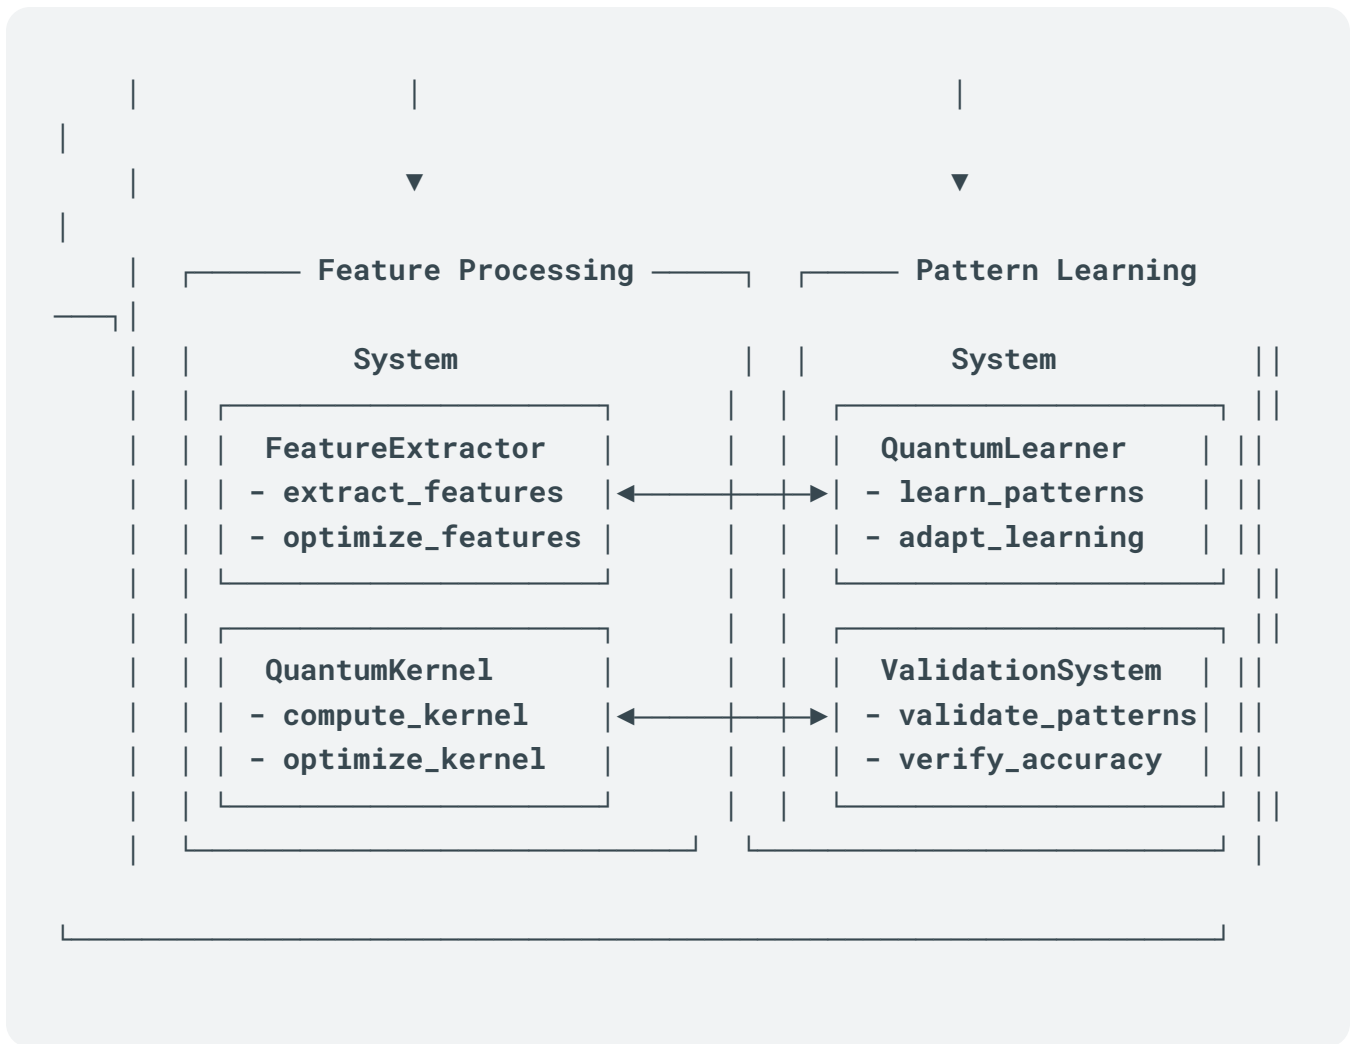 Feature Processing Pattern Learning
System System
FeatureExtractor QuantumLearner
- extract_features - learn_patterns
- optimize_features - adapt_learning
QuantumKernel ValidationSystem
- compute_kernel - validate_patterns
- optimize_kernel - verify_accuracy